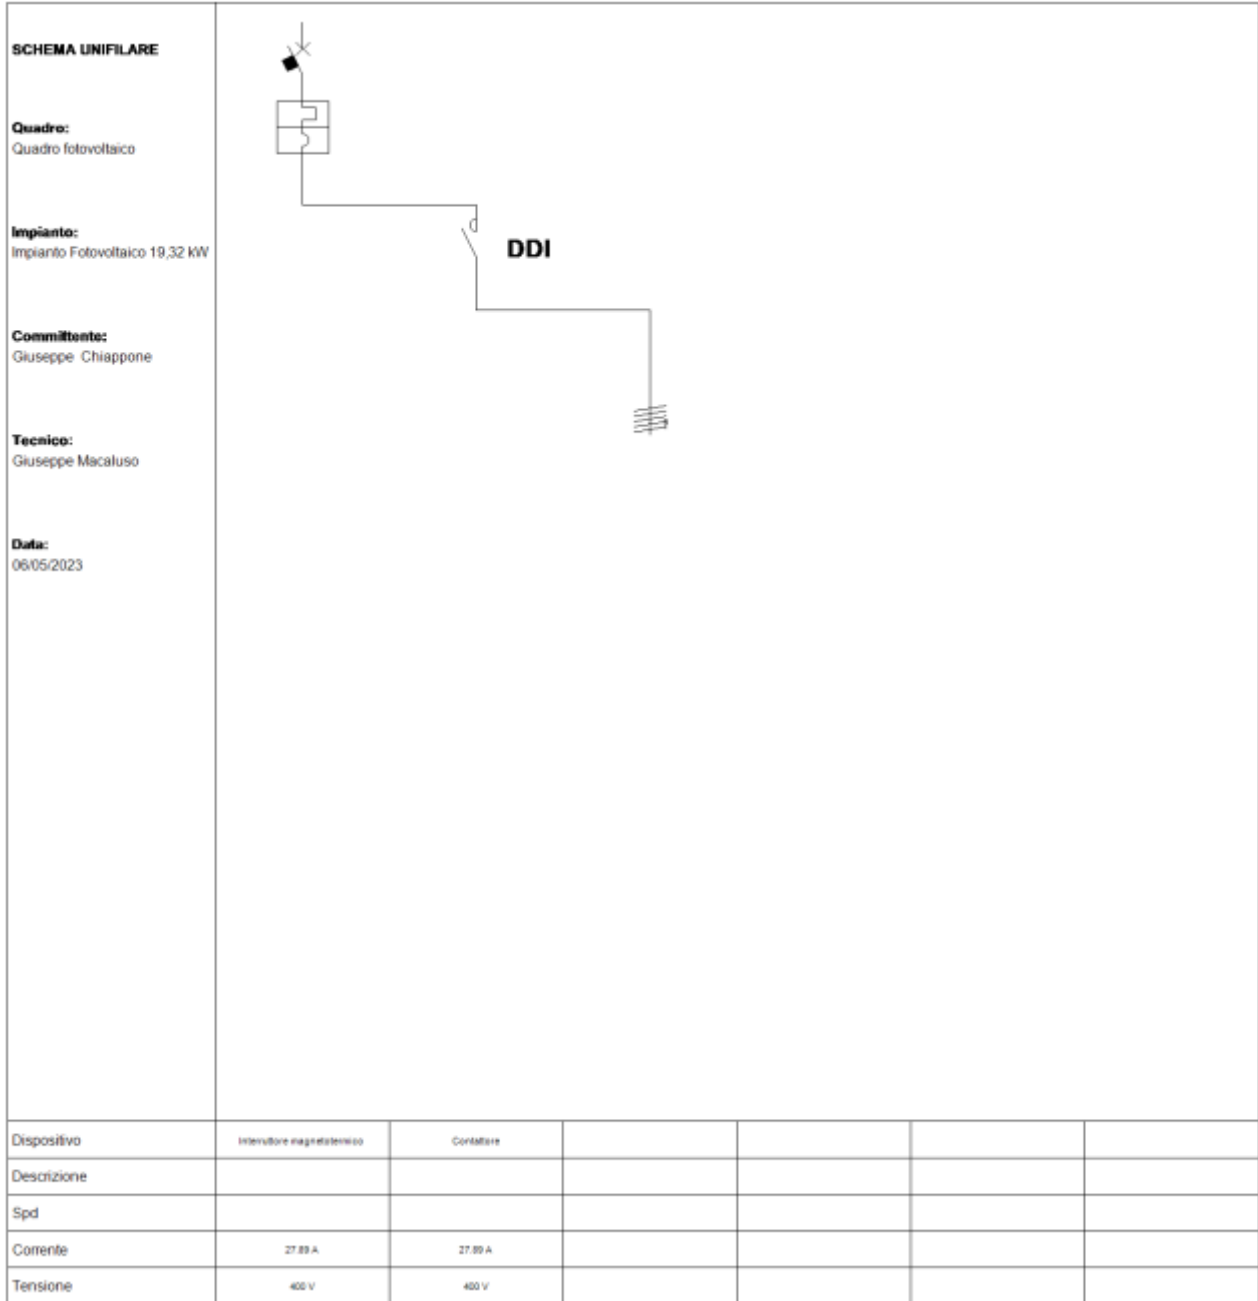 SCHEMA UNIFILARE
Quadro:
Quadro fotovoltaico
Impianto:
Impianto Fotovoltaico 19,32 kW
DDI
Committente:
Giuseppe Chiappone
Tecnico:
Giuseppe Macaluso
Data:
06/05/2023
Dispositivo Interruttore magnetotermico Contattore
Descrizione
Spd
Corrente 27.89 A 27.89 A
Tensione 400 V 400 V